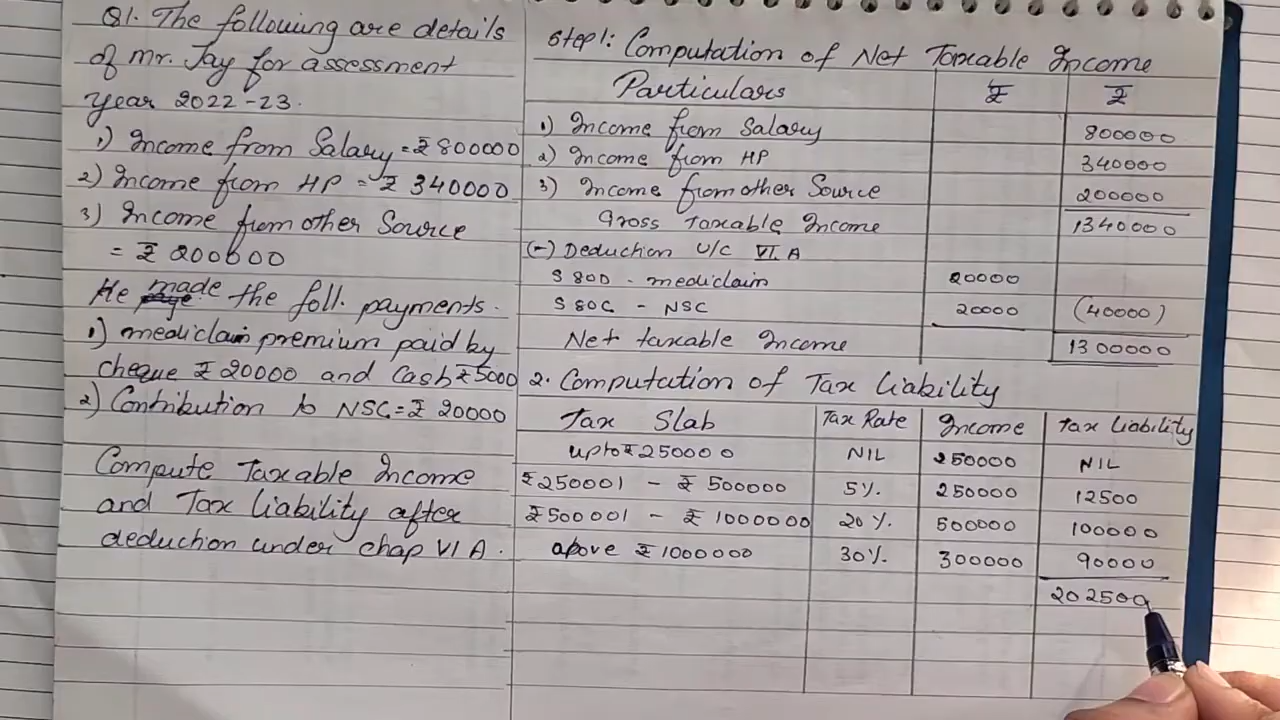 Q1. The following are details
of mr. Jay for assessment
year 2022-23.
1) Income from Salary = ₹ 800000
2) Income from HP = ₹ 340000
3) Income from other Source
= ₹ 200000
He made the foll. payments.
1) mediclaim premium paid by
cheque ₹ 20000 and Cash ₹ 5000
2) Contribution to NSC = ₹ 20000
Compute Taxable Income
and Tax liability after
deduction under chap VI A.
Step 1: Computation of Net Taxable Income
Particulars ₹ ₹
1) Income from Salary 800000
2) Income from HP 340000
3) Income from other Source 200000
Gross Taxable Income 1340000
(-) Deduction U/C VI.A
S 80D - mediclaim 20000
S 80C - NSC 20000 (40000)
Net taxable Income 1300000
2. Computation of Tax Liability
Tax Slab Tax Rate Income Tax liability
upto ₹ 250000 NIL 250000 NIL
₹ 250001 - ₹ 500000 5% 250000 12500
₹ 500001 - ₹ 1000000 20% 500000 100000
above ₹ 1000000 30% 300000 90000
202500